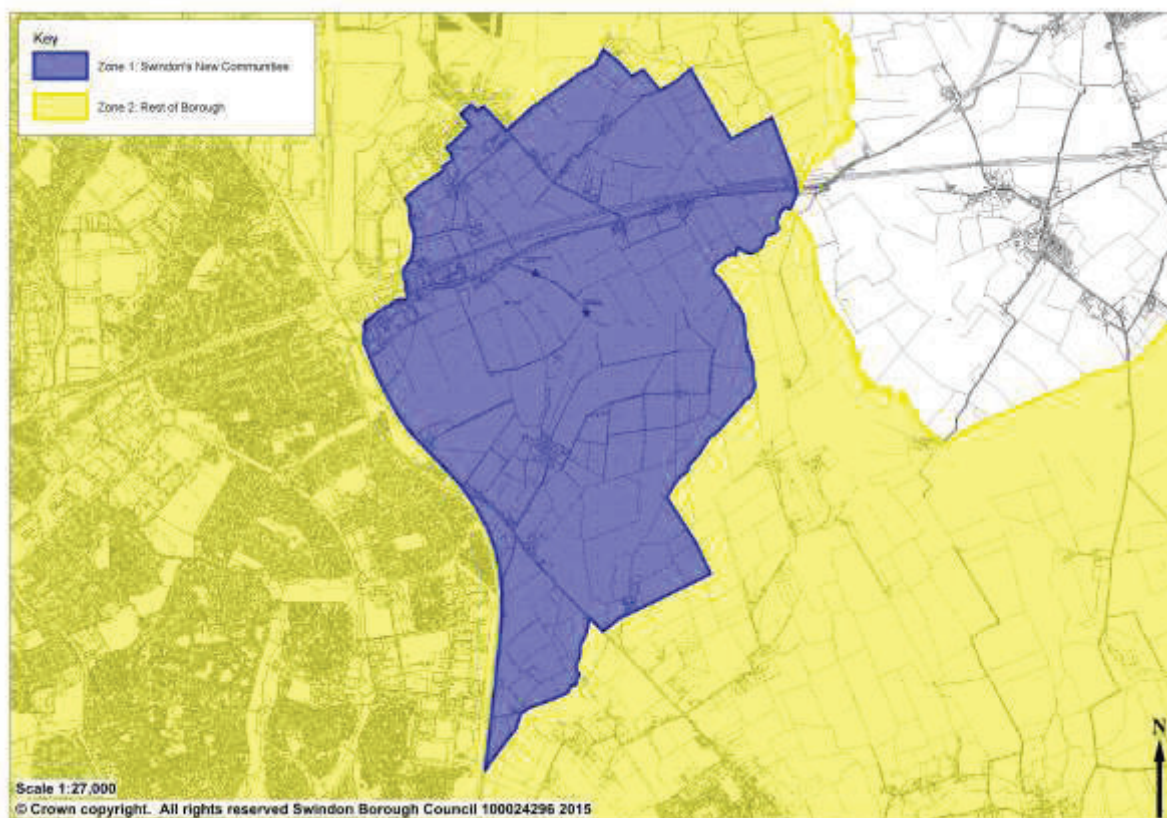 Key
Zone 1: Swindon's New Communities
Zone 2: Rest of Borough
N
Scale 1:27,000
© Crown copyright. All rights reserved Swindon Borough Council 100024296 2015